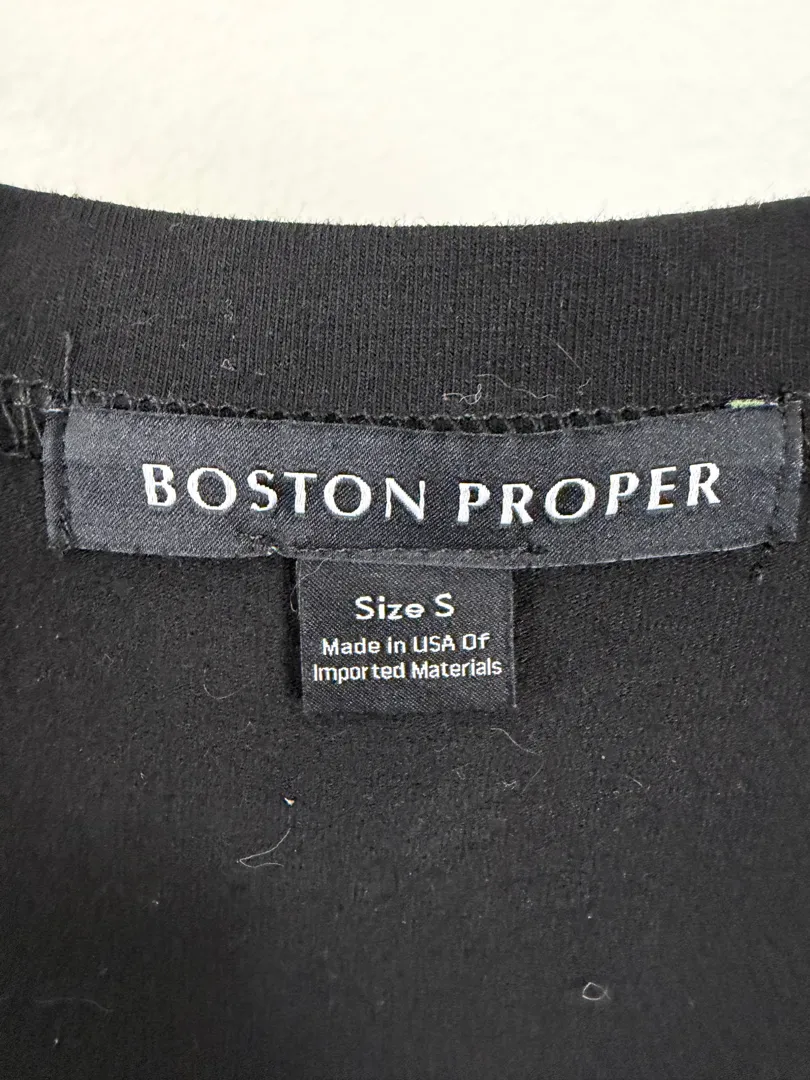 BOSTON PROPER
Size S
Made in USA Of
Imported Materials